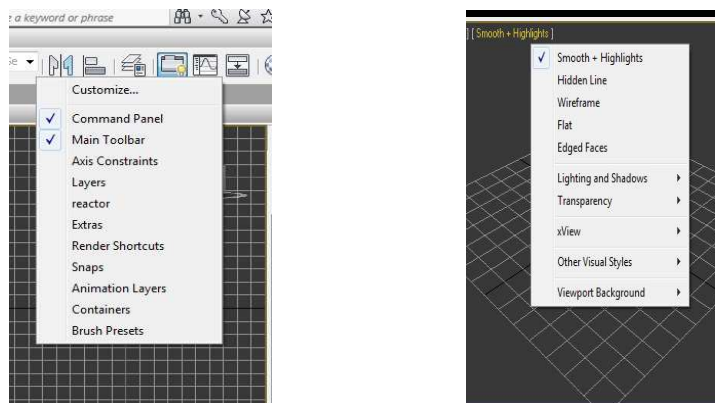 e a keyword or phrase
se
Customize...
Command Panel
Main Toolbar
Axis Constraints
Layers
reactor
Extras
Render Shortcuts
Snaps
Animation Layers
Containers
Brush Presets
] [ Smooth + Highlights ]
Smooth + Highlights
Hidden Line
Wireframe
Flat
Edged Faces
Lighting and Shadows
Transparency
xView
Other Visual Styles
Viewport Background